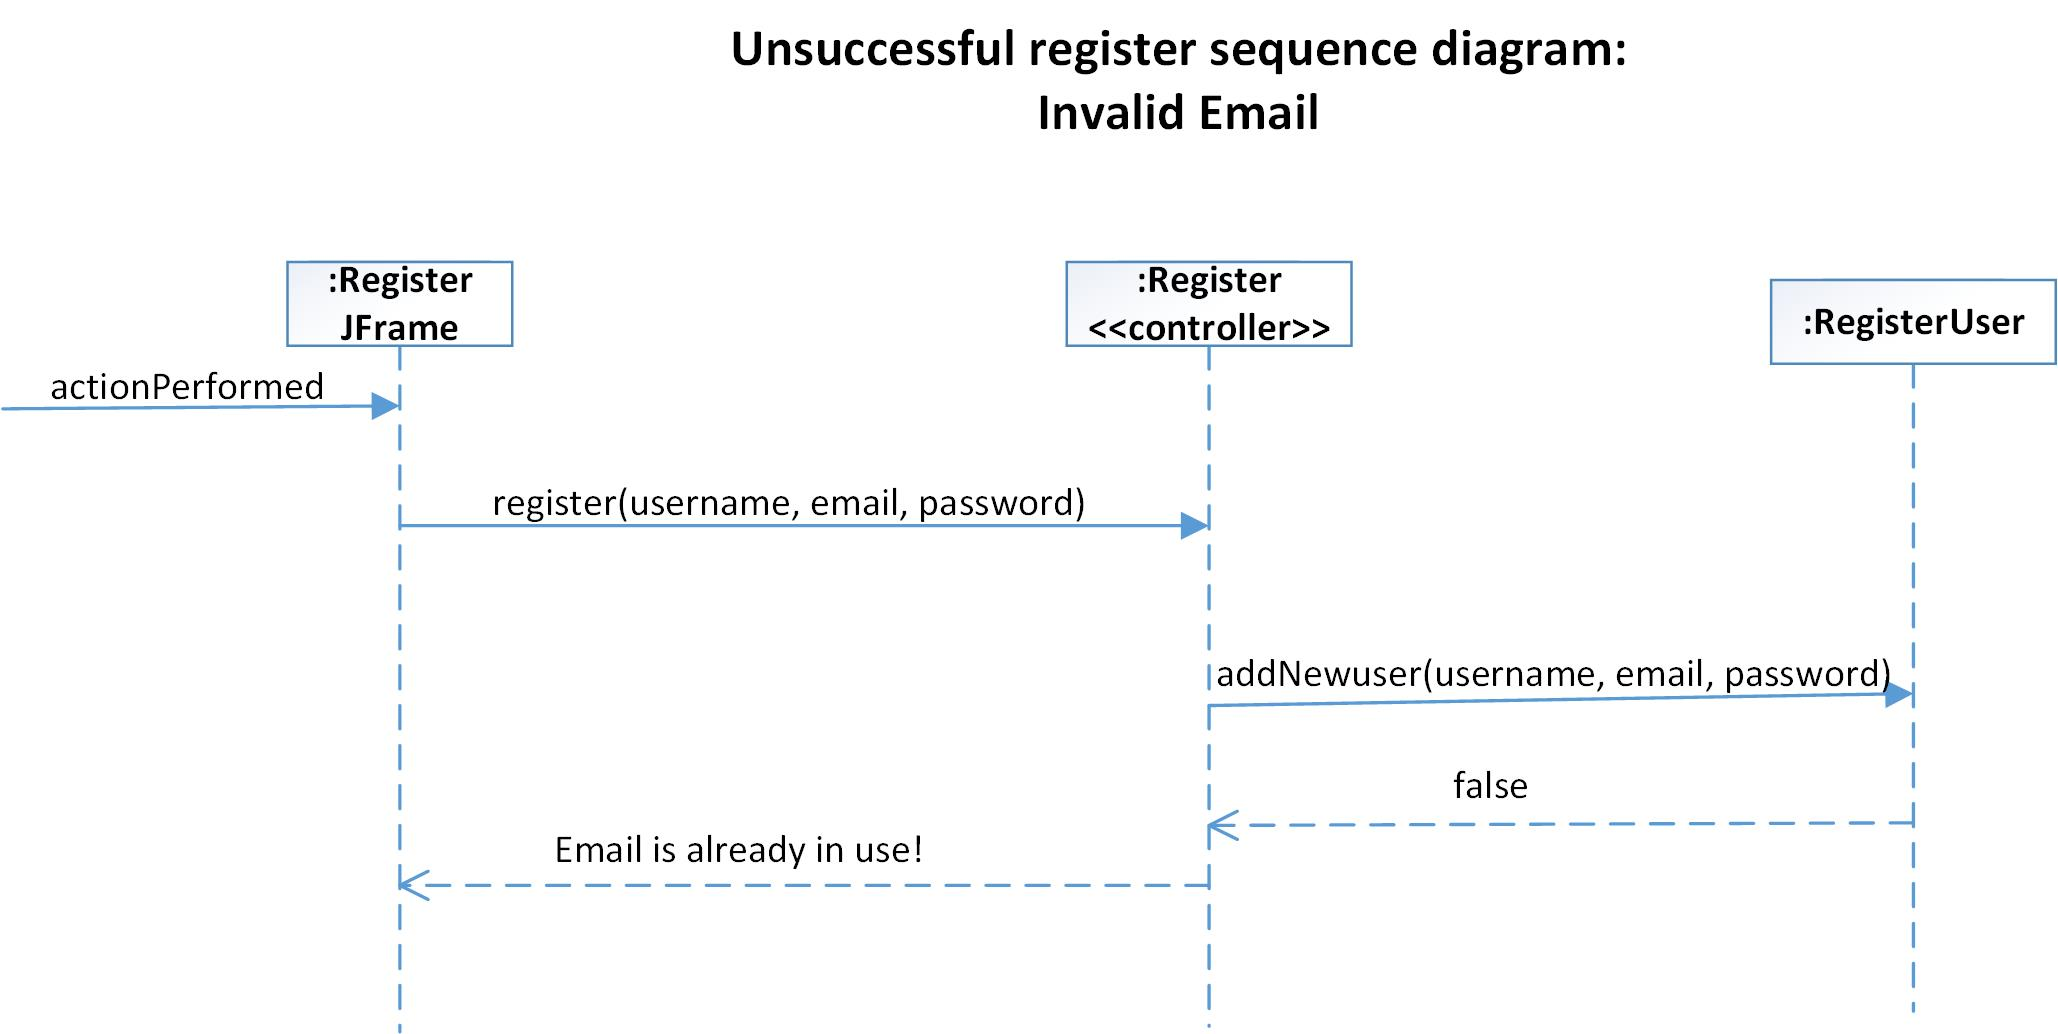 Unsuccessful register sequence diagram:
Invalid Email
:Register
JFrame
:Register
<<controller>>
:RegisterUser
actionPerformed
register(username, email, password)
addNewuser(username, email, password)
false
Email is already in use!